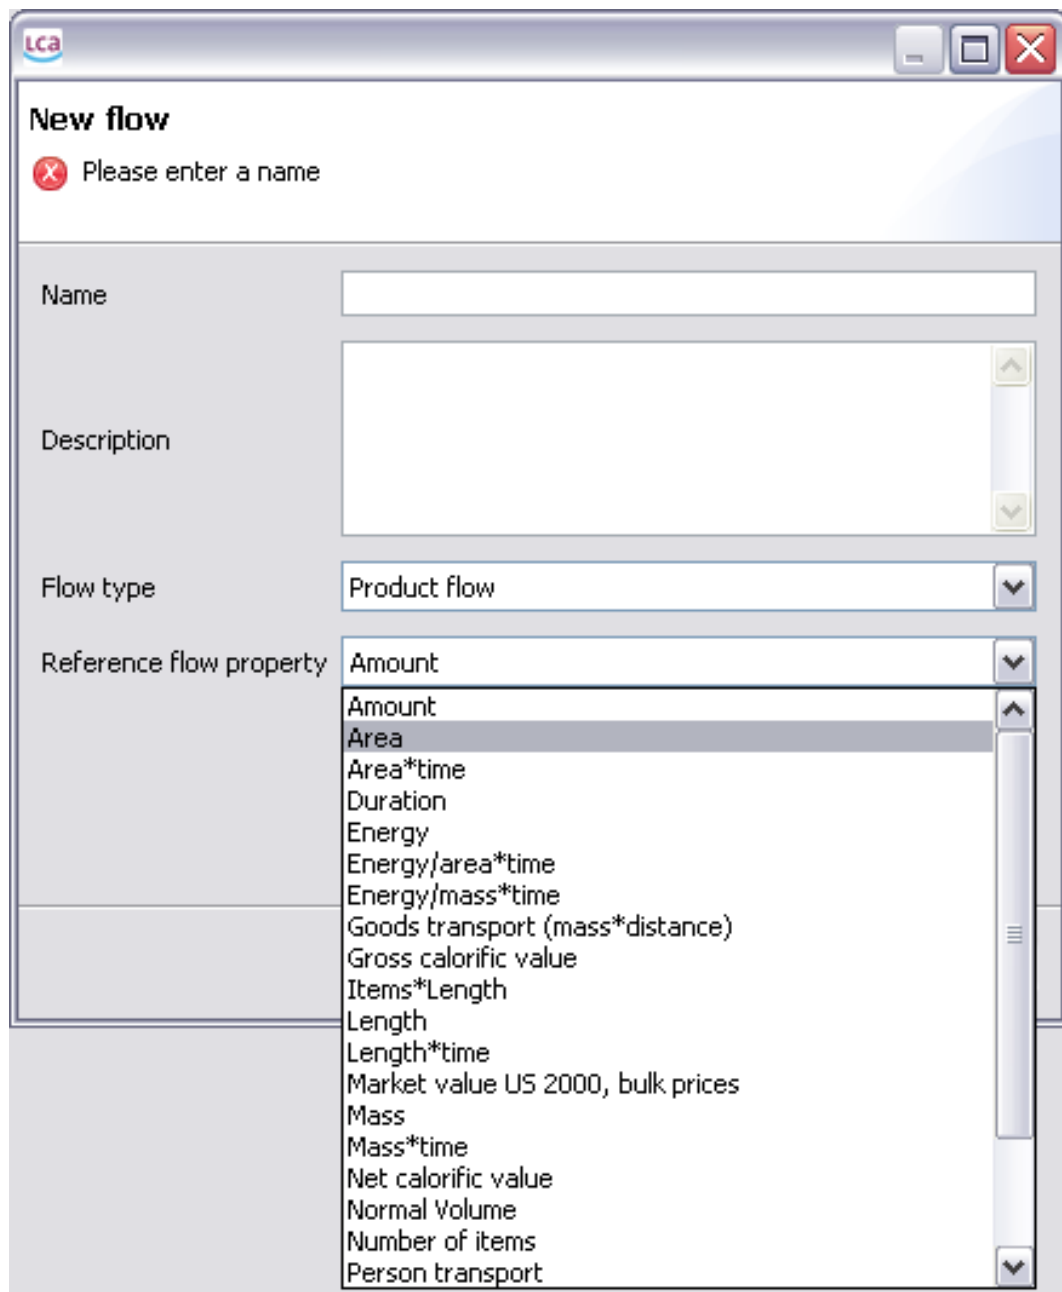 LCA
New flow
Please enter a name
Name
Description
Flow type Product flow
Reference flow property Amount
Amount
Area
Area*time
Duration
Energy
Energy/area*time
Energy/mass*time
Goods transport (mass*distance)
Gross calorific value
Items*Length
Length
Length*time
Market value US 2000, bulk prices
Mass
Mass*time
Net calorific value
Normal Volume
Number of items
Person transport